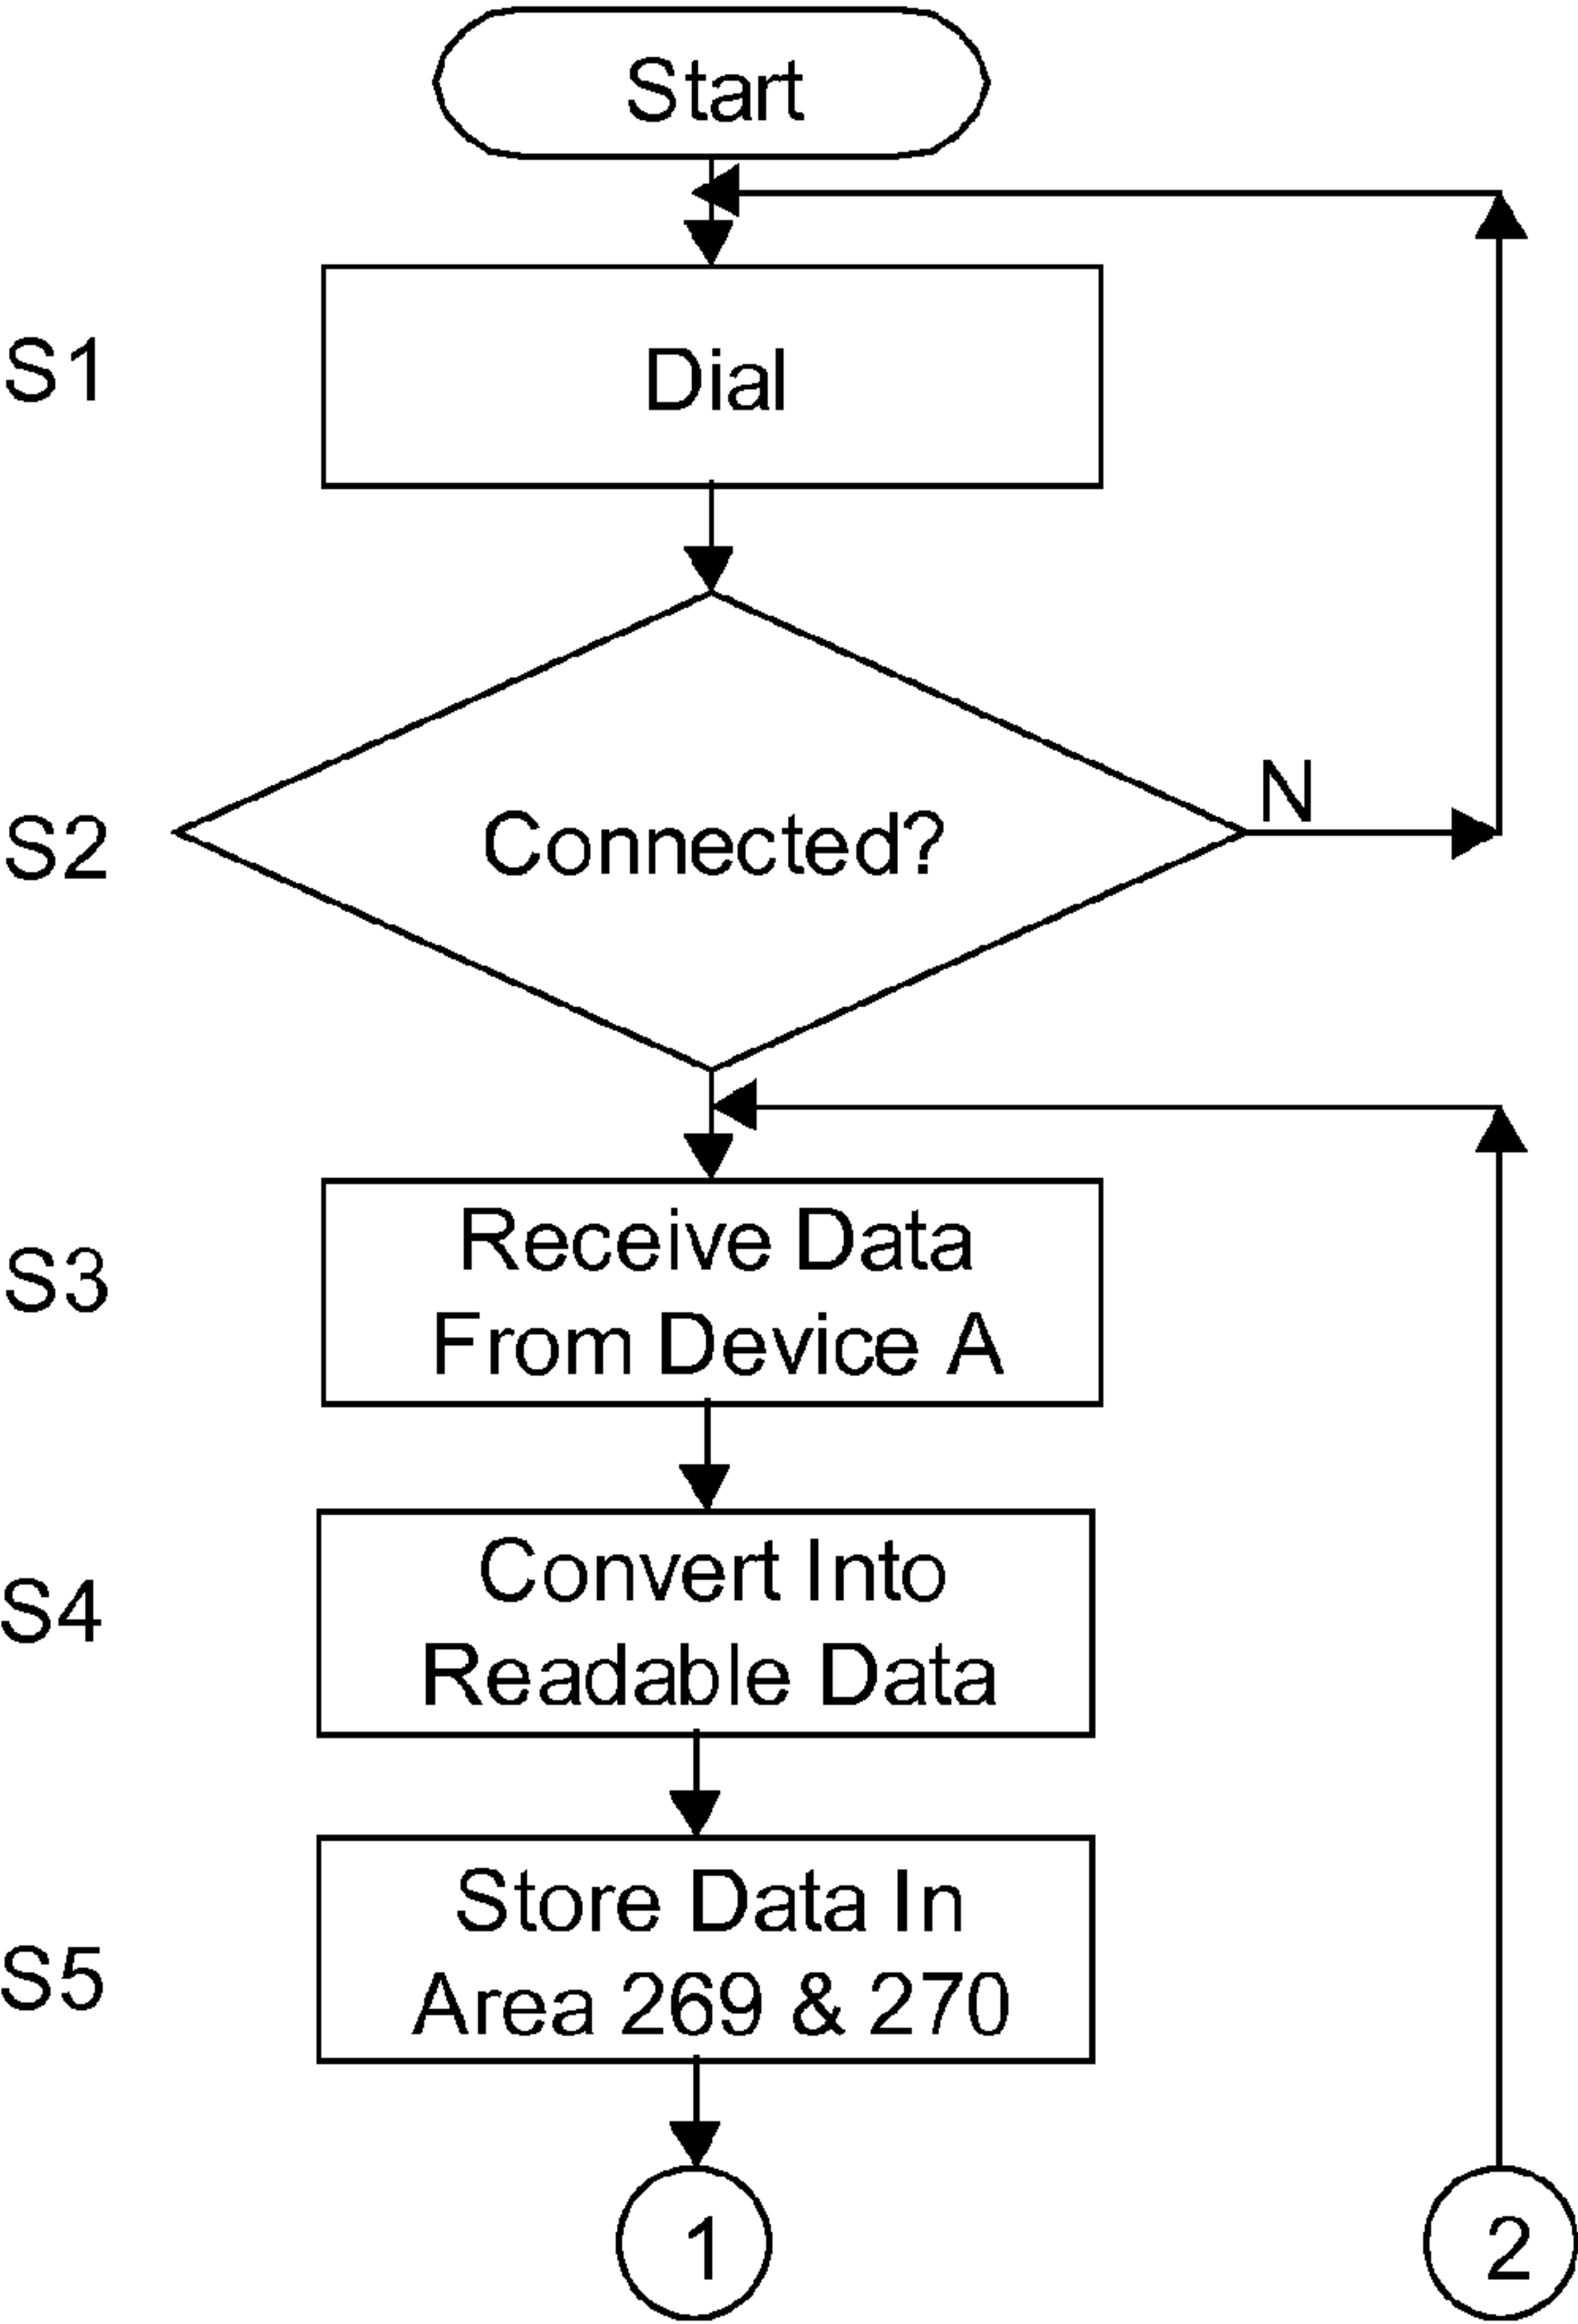 Start
S1
Dial
S2
Connected?
N
S3
Receive Data
From Device A
S4
Convert Into
Readable Data
S5
Store Data In
Area 269 & 270
1
2